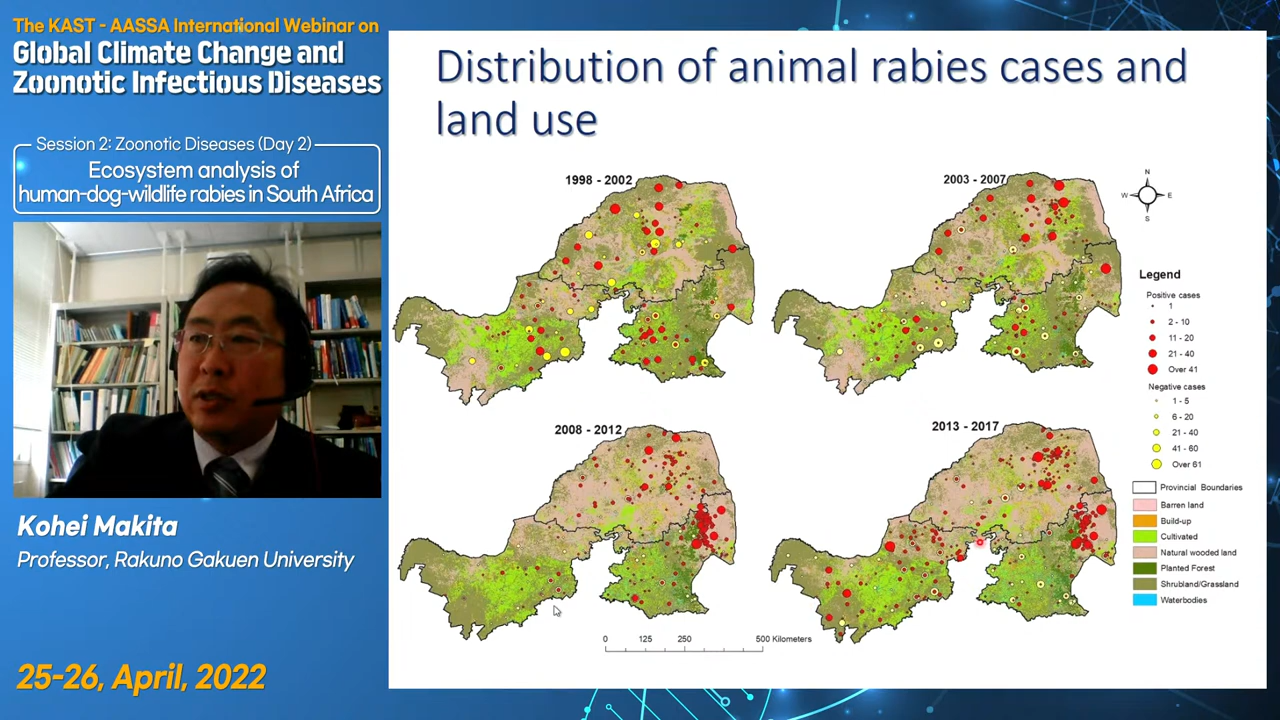 The KAST - AASSA International Webinar on
Global Climate Change and
Zoonotic Infectious Diseases
Session 2: Zoonotic Diseases (Day 2)
Ecosystem analysis of
human-dog-wildlife rabies in South Africa
Kohei Makita
Professor, Rakuno Gakuen University
25-26, April, 2022
Distribution of animal rabies cases and
land use
1998 - 2002
2003 - 2007
2008 - 2012
2013 - 2017
N
W E
S
Legend
Positive cases
1
2 - 10
11 - 20
21 - 40
Over 41
Negative cases
1 - 5
6 - 20
21 - 40
41 - 60
Over 61
Provincial Boundaries
Barren land
Build-up
Cultivated
Natural wooded land
Planted Forest
Shrubland/Grassland
Waterbodies
0 125 250 500 Kilometers